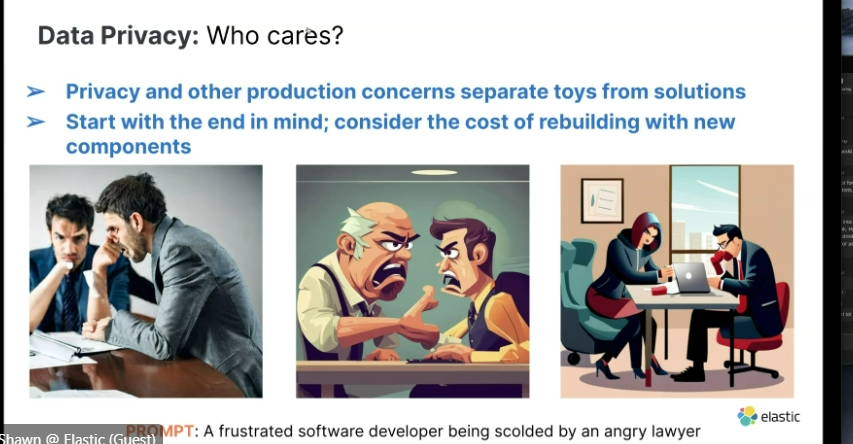 Data Privacy: Who cares?
➢ Privacy and other production concerns separate toys from solutions
➢ Start with the end in mind; consider the cost of rebuilding with new
components
elastic
PROMPT: A frustrated software developer being scolded by an angry lawyer
Shawn @ Elastic (Guest)